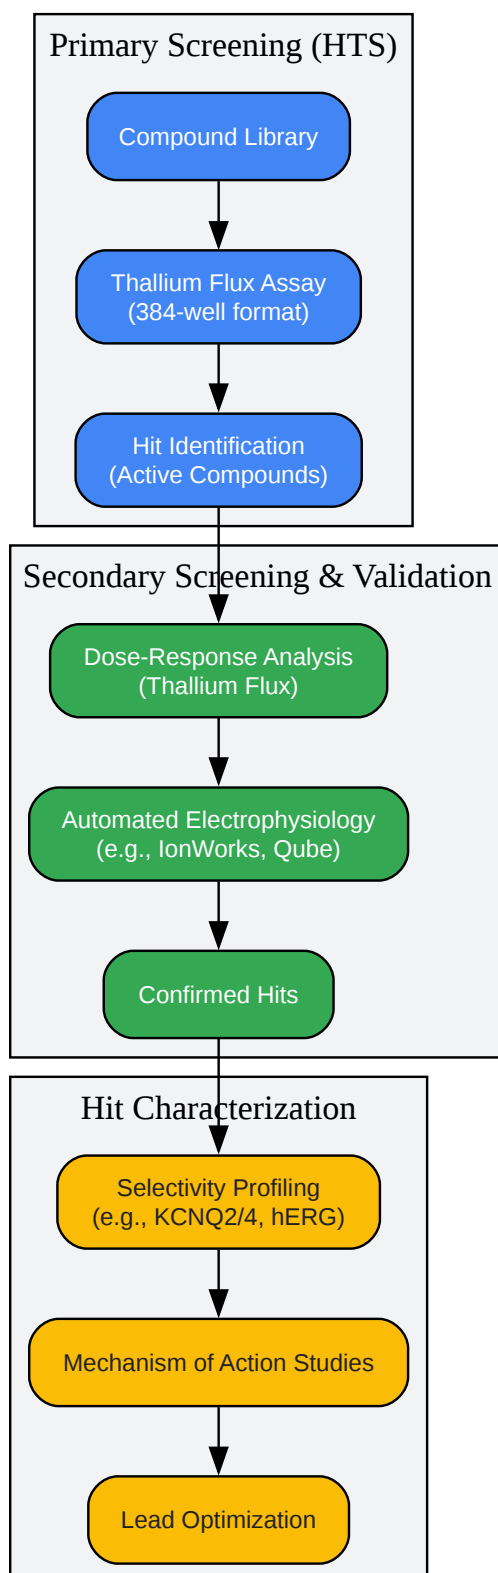 Primary Screening (HTS)
Compound Library
Thallium Flux Assay
(384-well format)
Hit Identification
(Active Compounds)
Secondary Screening & Validation
Dose-Response Analysis
(Thallium Flux)
Automated Electrophysiology
(e.g., IonWorks, Qube)
Confirmed Hits
Hit Characterization
Selectivity Profiling
(e.g., KCNQ2/4, hERG)
Mechanism of Action Studies
Lead Optimization